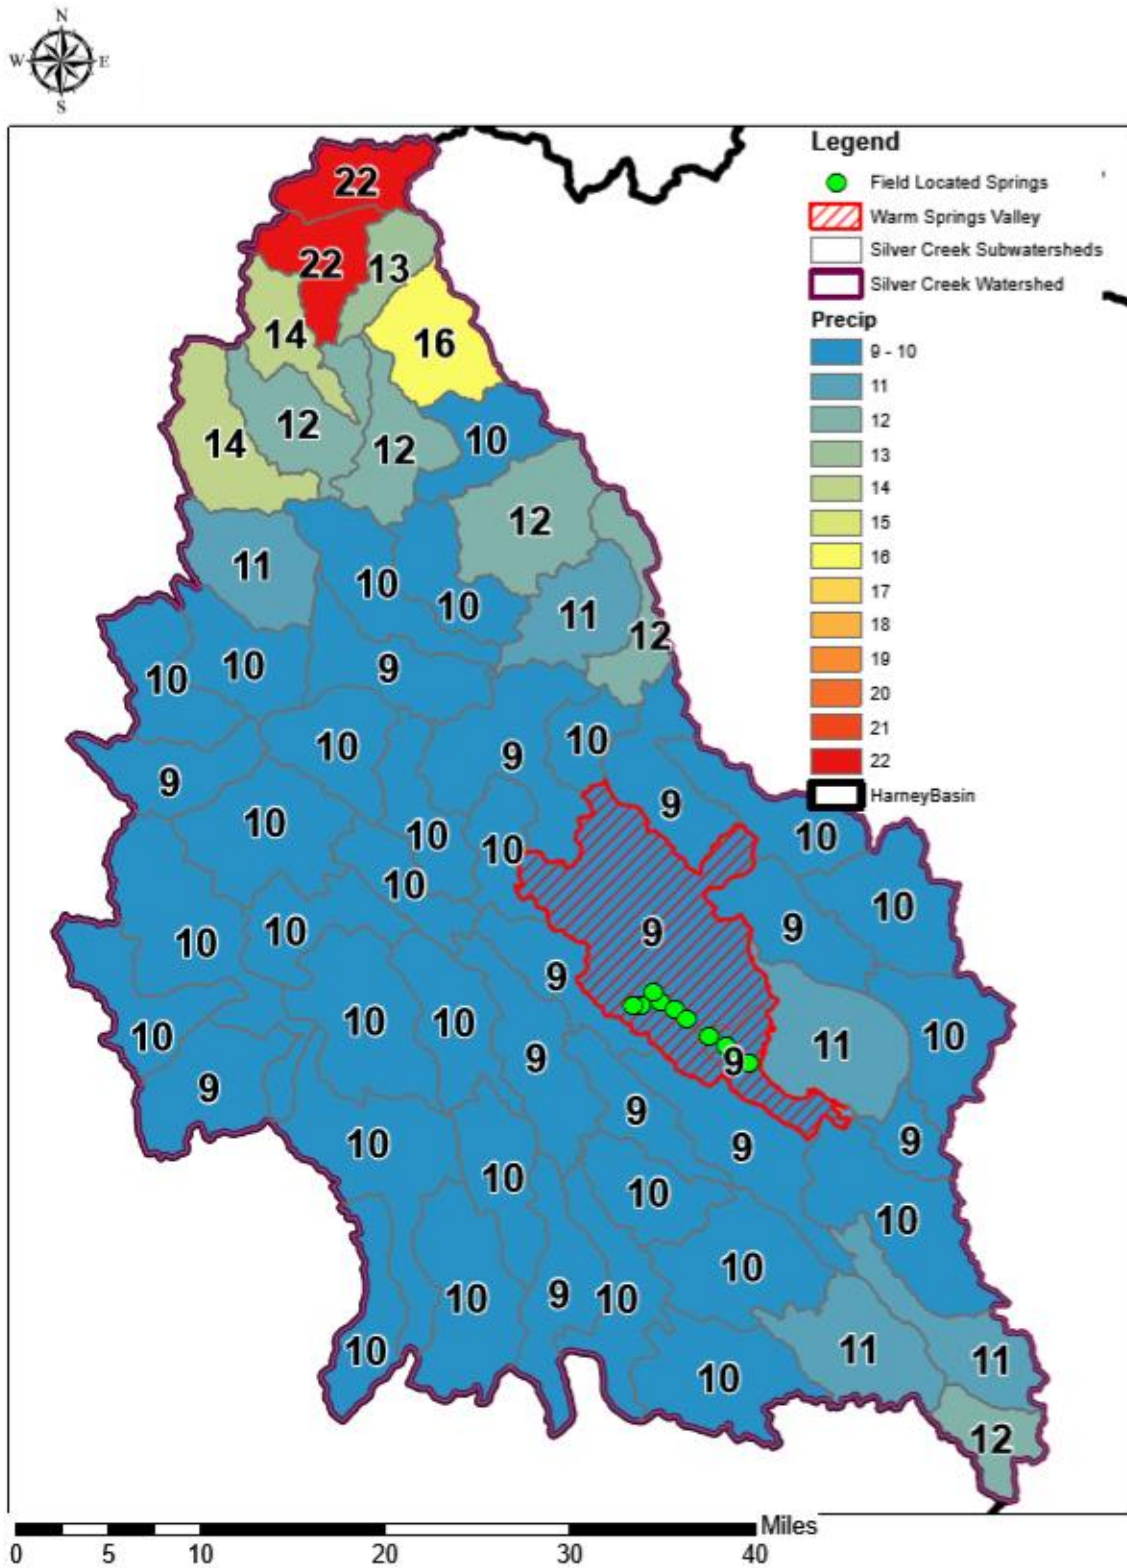 N
W E
S
Legend
Field Located Springs
Warm Springs Valley
Silver Creek Subwatersheds
Silver Creek Watershed
Precip
9 - 10
11
12
13
14
15
16
17
18
19
20
21
22
HarneyBasin
22
22 13
14 16
12 10
14 12
12
11 10
10 11
12
10 10 9
10 9 10
9 9
10 10 10 10
10
10
10 10 9 9
9
10 10 10 11 10
9 9 9
9
10 9 9
10 10 10
10
10 9 10
10 10 11 11
12
Miles
0 5 10 20 30 40